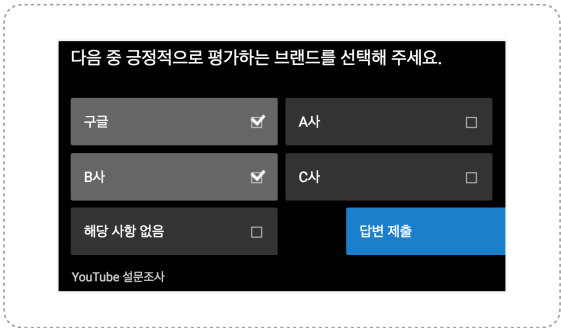 다음 중 긍정적으로 평가하는 브랜드를 선택해 주세요.
구글
A사
B사
C사
해당 사항 없음
답변 제출
YouTube 설문조사